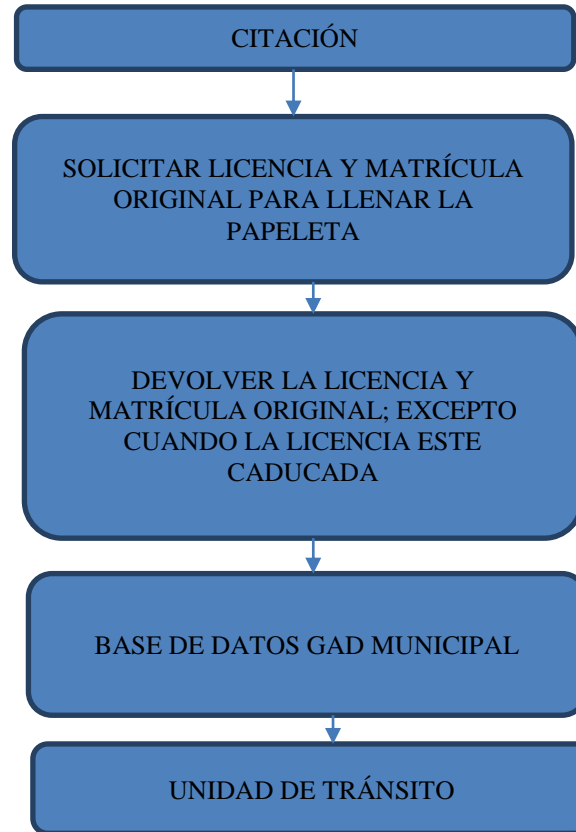 CITACIÓN
SOLICITAR LICENCIA Y MATRÍCULA
ORIGINAL PARA LLENAR LA
PAPELETA
DEVOLVER LA LICENCIA Y
MATRÍCULA ORIGINAL; EXCEPTO
CUANDO LA LICENCIA ESTE
CADUCADA
BASE DE DATOS GAD MUNICIPAL
UNIDAD DE TRÁNSITO